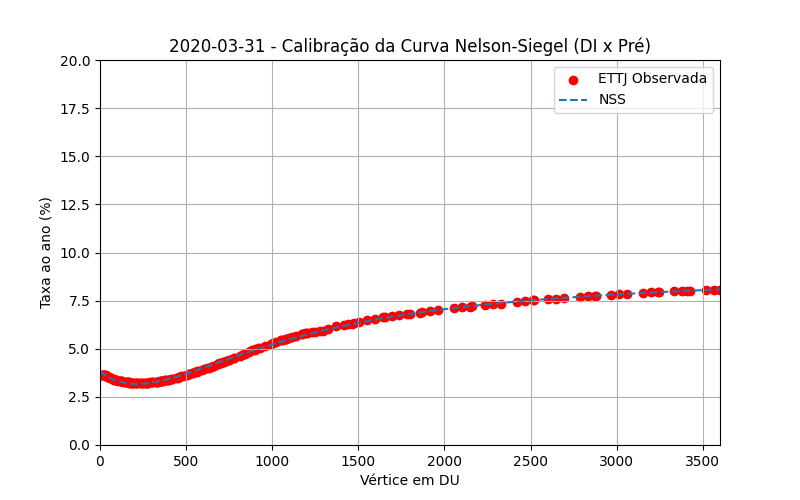 2020-03-31 - Calibração da Curva Nelson-Siegel (DI x Pré)
20.0
17.5
15.0
12.5
10.0
7.5
5.0
2.5
0.0
Taxa ao ano (%)
ETTJ Observada
NSS
0 500 1000 1500 2000 2500 3000 3500
Vértice em DU